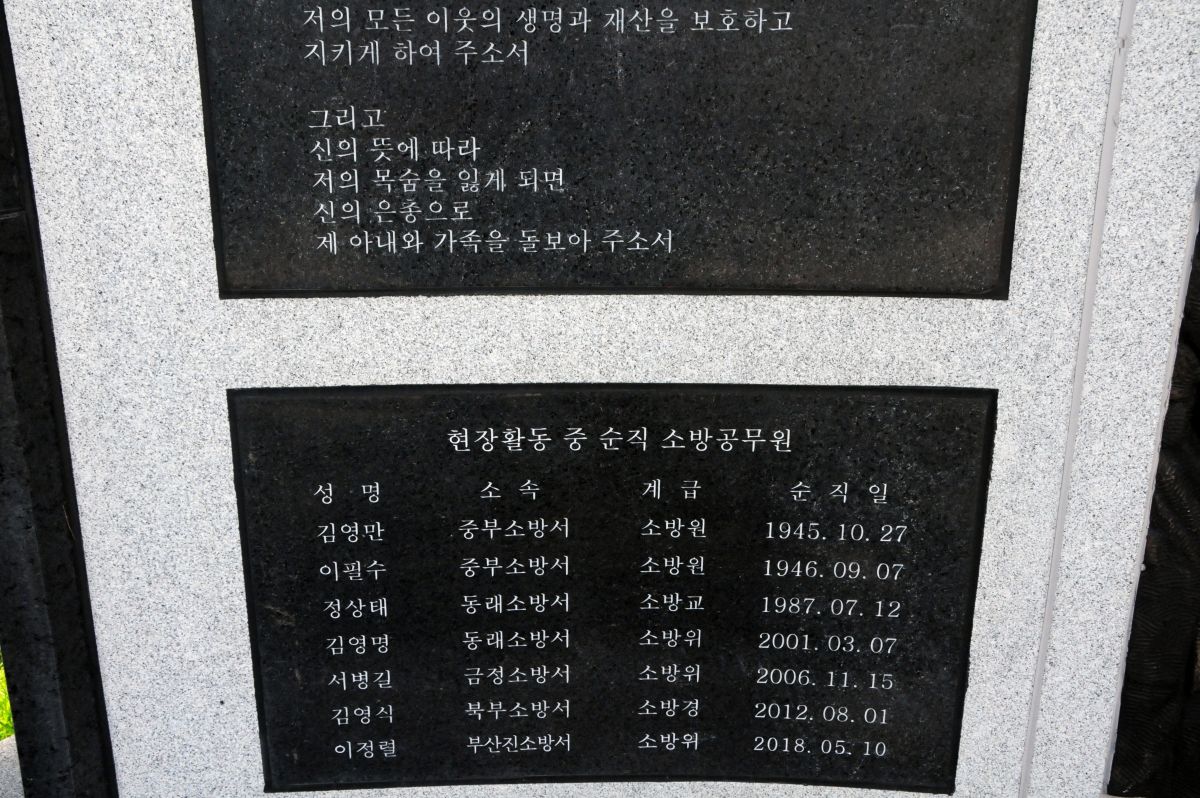 저의 모든 이웃의 생명과 재산을 보호하고
지키게 하여 주소서
그리고
신의 뜻에 따라
저의 목숨을 잃게 되면
신의 은총으로
제 아내와 가족을 돌보아 주소서
현장활동 중 순직 소방공무원
성 명 소 속 계 급 순 직 일
김영만 중부소방서 소방원 1945. 10. 27
이필수 중부소방서 소방원 1946. 09. 07
정상태 동래소방서 소방교 1987. 07. 12
김영명 동래소방서 소방위 2001. 03. 07
서병길 금정소방서 소방위 2006. 11. 15
김영식 북부소방서 소방경 2012. 08. 01
이정렬 부산진소방서 소방위 2018. 05. 10